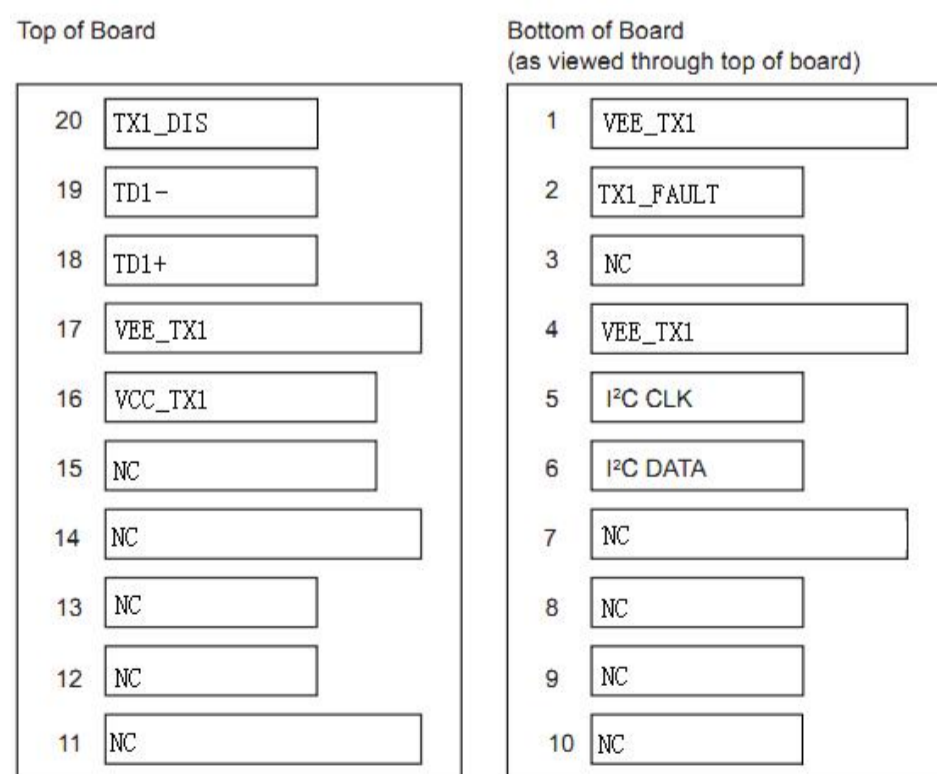 Top of Board
20 TX1_DIS
19 TD1-
18 TD1+
17 VEE_TX1
16 VCC_TX1
15 NC
14 NC
13 NC
12 NC
11 NC
Bottom of Board
(as viewed through top of board)
1 VEE_TX1
2 TX1_FAULT
3 NC
4 VEE_TX1
5 I²C CLK
6 I²C DATA
7 NC
8 NC
9 NC
10 NC